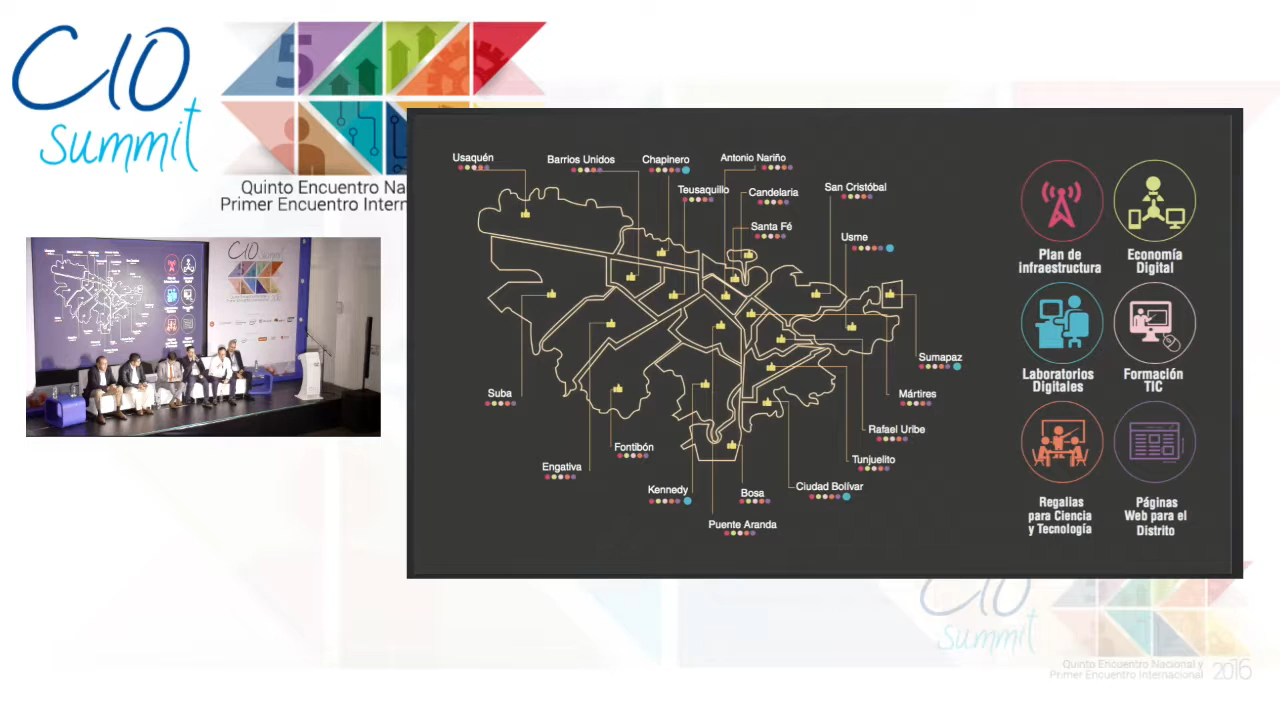 CIO
summit
5
Quinto Encuentro Na
Primer Encuentro Intern
Usaquén
Barrios Unidos
Chapinero
Antonio Nariño
Teusaquillo
Candelaria
San Cristóbal
Santa Fé
Usme
Sumapaz
Suba
Mártires
Rafael Uribe
Fontibón
Tunjuelito
Engativa
Kennedy
Bosa
Ciudad Bolívar
Puente Aranda
Plan de
infraestructura
Economía
Digital
Laboratorios
Digitales
Formación
TIC
Regalias
para Ciencia
y Tecnología
Páginas
Web para el
Distrito
CIO
summit
Quinto Encuentro Nacional y
Primer Encuentro Internacional
2016